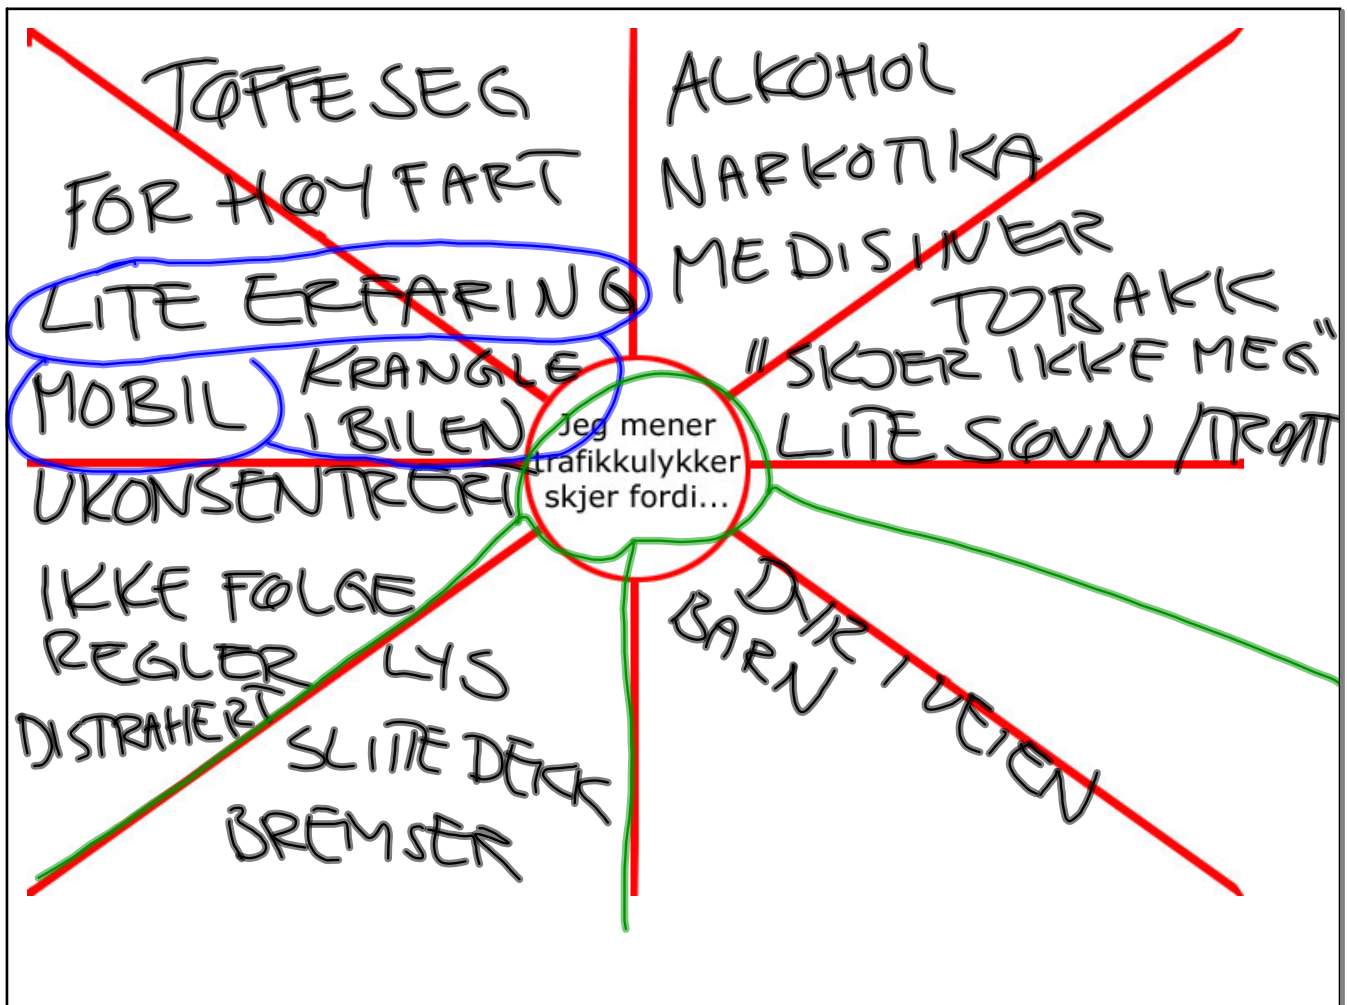 TØFFE SEG
FOR HØY FART
LITE ERFARING
MOBIL
KRANGLE
I BILEN
UKONSENTRERT
IKKE FØLGE
REGLER
DISTRAHERT
LYS
SLITTE DEKK
BREMSER
ALKOHOL
NARKOTIKA
MEDISINER
TOBAKK
"SKJER IKKE MEG"
LITE SØVN / TRØTT
Jeg mener
trafikkulykker
skjer fordi...
DYR I VEIEN
BARN